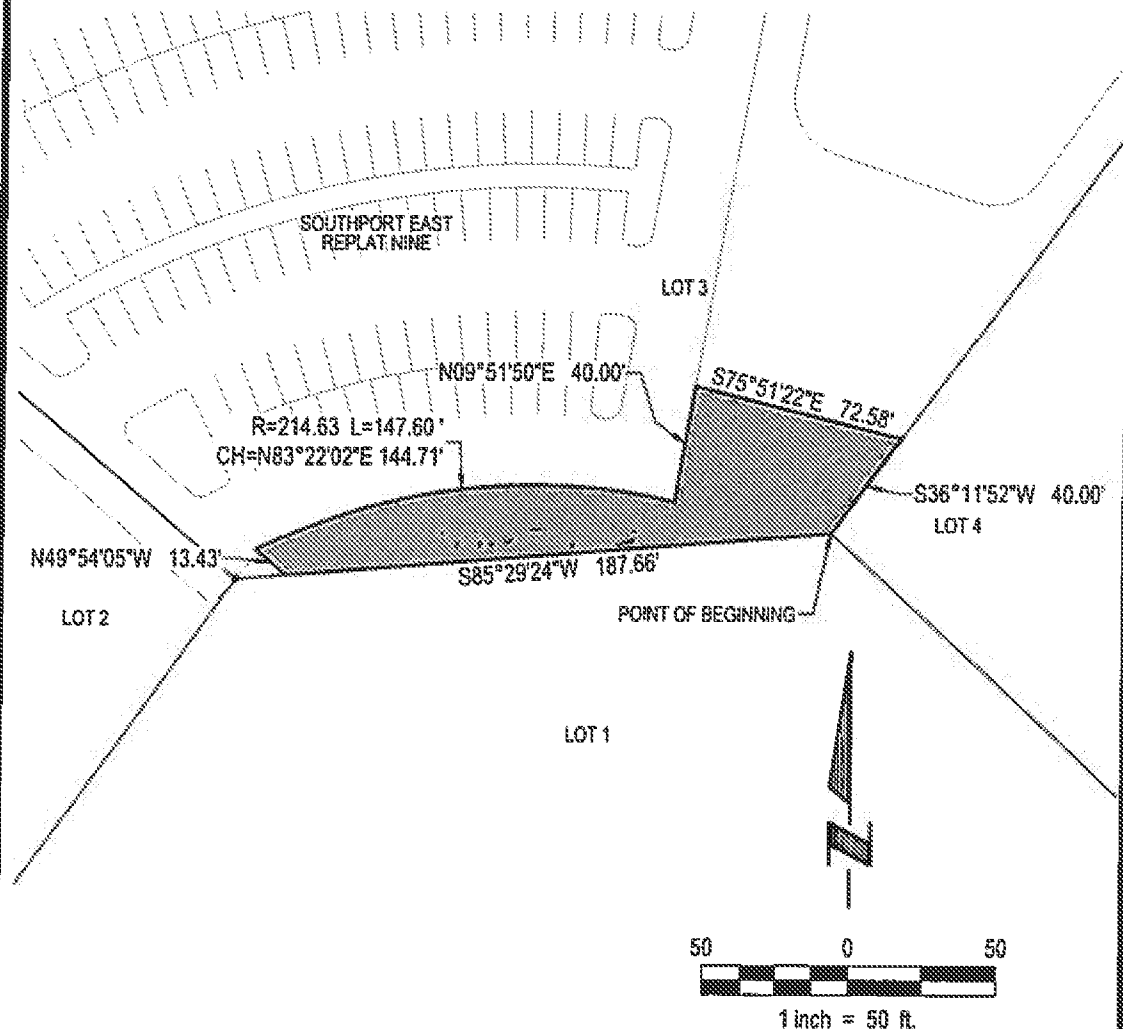 SOUTHPORT EAST
REPLAT NINE
LOT 3
N09°51'50"E 40.00'
S75°51'22"E 72.58'
R=214.63 L=147.60'
CH=N83°22'02"E 144.71'
S36°11'52"W 40.00'
LOT 4
N49°54'05"W 13.43'
S85°29'24"W 187.66'
LOT 2
POINT OF BEGINNING
LOT 1
N
50 0 50
1 inch = 50 ft.